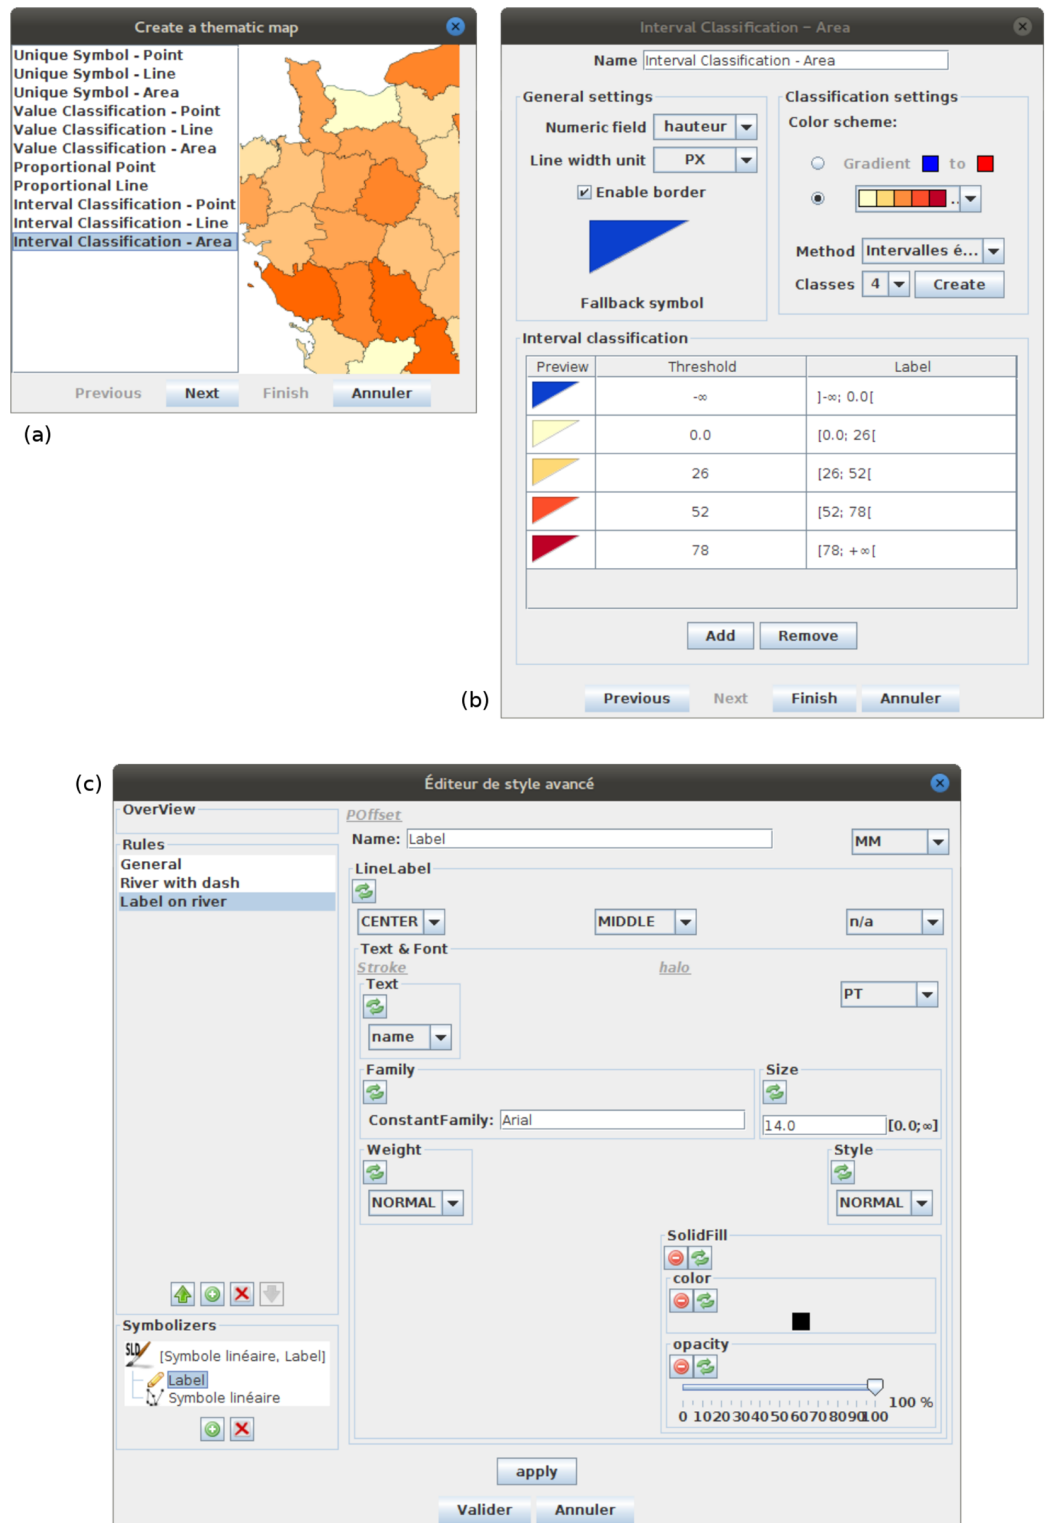 Create a thematic map
Unique Symbol - Point
Unique Symbol - Line
Unique Symbol - Area
Value Classification - Point
Value Classification - Line
Value Classification - Area
Proportional Point
Proportional Line
Interval Classification - Point
Interval Classification - Line
Interval Classification - Area
Previous Next Finish Annuler
(a)
Interval Classification - Area
Name Interval Classification - Area
General settings
Numeric field hauteur
Line width unit PX
Enable border
Fallback symbol
Classification settings
Color scheme:
Gradient to
..
Method Intervalles é...
Classes 4 Create
Interval classification
Preview Threshold Label
-∞ ]-∞; 0.0[
0.0 [0.0; 26[
26 [26; 52[
52 [52; 78[
78 [78; +∞[
Add Remove
Previous Next Finish Annuler
(b)
(c)
Éditeur de style avancé
OverView
Rules
General
River with dash
Label on river
Symbolizers
SLD [Symbole linéaire, Label]
Label
Symbole linéaire
POffset
Name: Label MM
LineLabel
CENTER MIDDLE n/a
Text & Font
Stroke halo
Text
PT
name
Family Size
ConstantFamily: Arial 14.0 [0.0;∞]
Weight Style
NORMAL NORMAL
SolidFill
color
opacity
100 %
0 10 20 30 40 50 60 70 80 90 100
apply
Valider Annuler